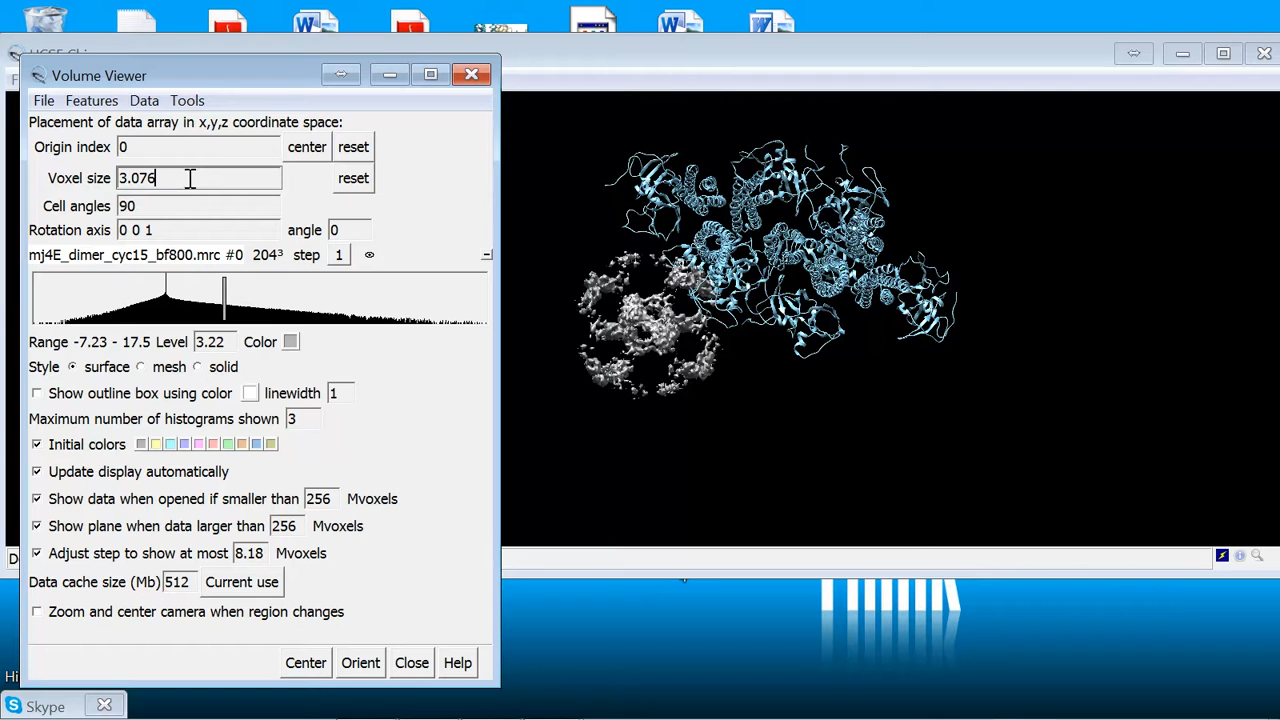 Volume Viewer
File Features Data Tools
F
Placement of data array in x,y,z coordinate space:
Origin index 0 center reset
Voxel size 3.076 reset
Cell angles 90
Rotation axis 0 0 1 angle 0
mj4E_dimer_cyc15_bf800.mrc #0 204³ step 1
Range -7.23 - 17.5 Level 3.22 Color
Style surface mesh solid
Show outline box using color linewidth 1
Maximum number of histograms shown 3
Initial colors
Update display automatically
Show data when opened if smaller than 256 Mvoxels
Show plane when data larger than 256 Mvoxels
Adjust step to show at most 8.18 Mvoxels
Data cache size (Mb) 512 Current use
Zoom and center camera when region changes
Center Orient Close Help
Hi
Skype